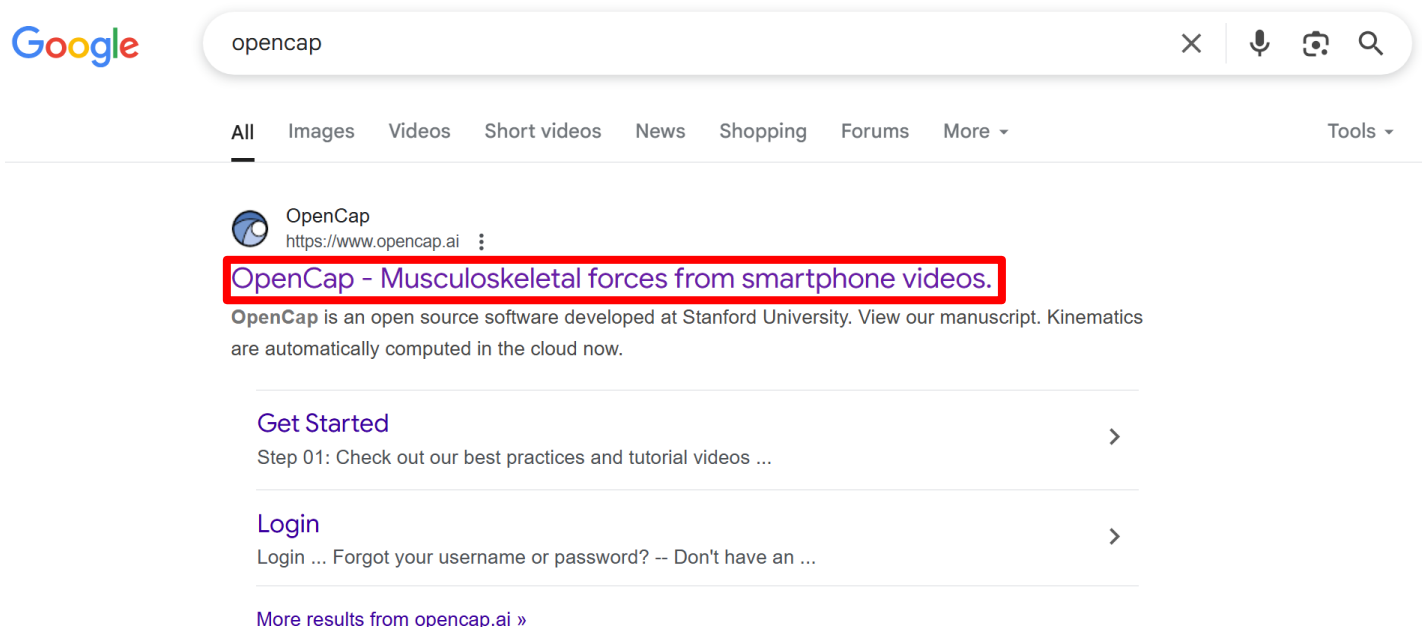 Google
opencap
All Images Videos Short videos News Shopping Forums More Tools
OpenCap
https://www.opencap.ai
OpenCap - Musculoskeletal forces from smartphone videos.
OpenCap is an open source software developed at Stanford University. View our manuscript. Kinematics
are automatically computed in the cloud now.
Get Started
Step 01: Check out our best practices and tutorial videos ...
Login
Login ... Forgot your username or password? -- Don't have an ...
More results from opencap.ai »